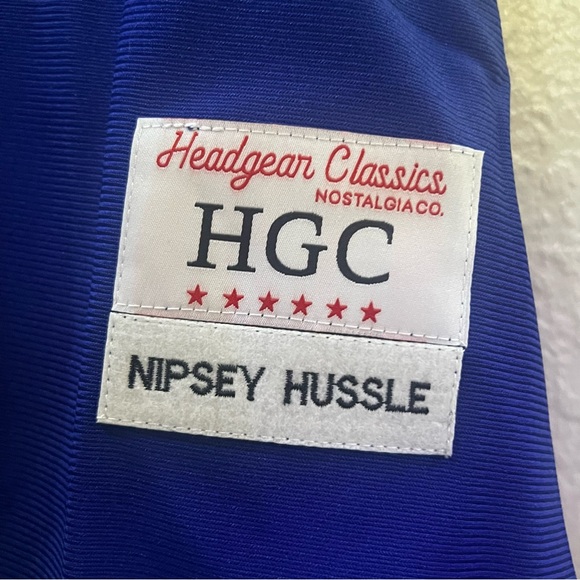 Headgear Classics
NOSTALGIA CO.
HGC
NIPSEY HUSSLE